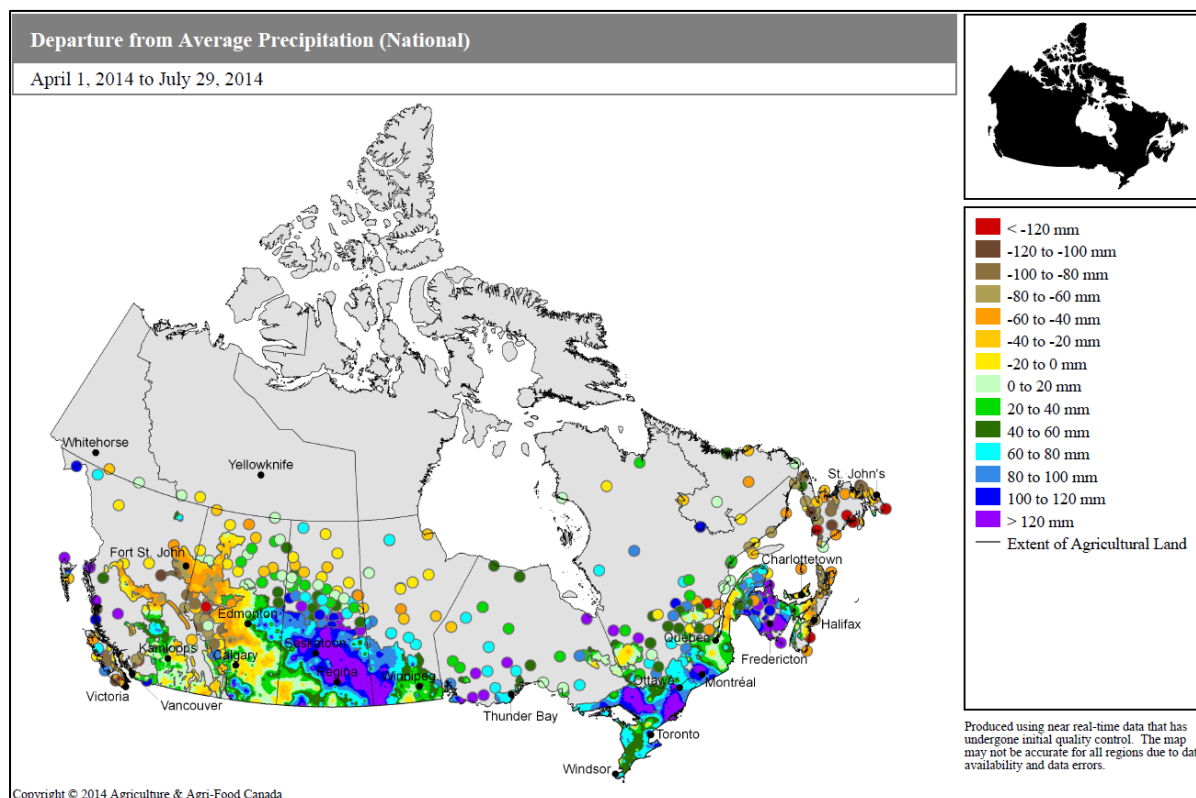 Departure from Average Precipitation (National)
April 1, 2014 to July 29, 2014
< -120 mm
-120 to -100 mm
-100 to -80 mm
-80 to -60 mm
-60 to -40 mm
-40 to -20 mm
-20 to 0 mm
0 to 20 mm
20 to 40 mm
40 to 60 mm
60 to 80 mm
80 to 100 mm
100 to 120 mm
> 120 mm
Extent of Agricultural Land
Whitehorse
Yellowknife
St. John's
Fort St. John
Charlottetown
Edmonton
Halifax
Québec
Saskatoon
Kamloops
Fredericton
Calgary
Regina
Winnipeg
Ottawa
Montréal
Victoria
Vancouver
Thunder Bay
Toronto
Windsor
Produced using near real-time data that has
undergone initial quality control. The map
may not be accurate for all regions due to dat
availability and data errors.
Copyright © 2014 Agriculture & Agri-Food Canada